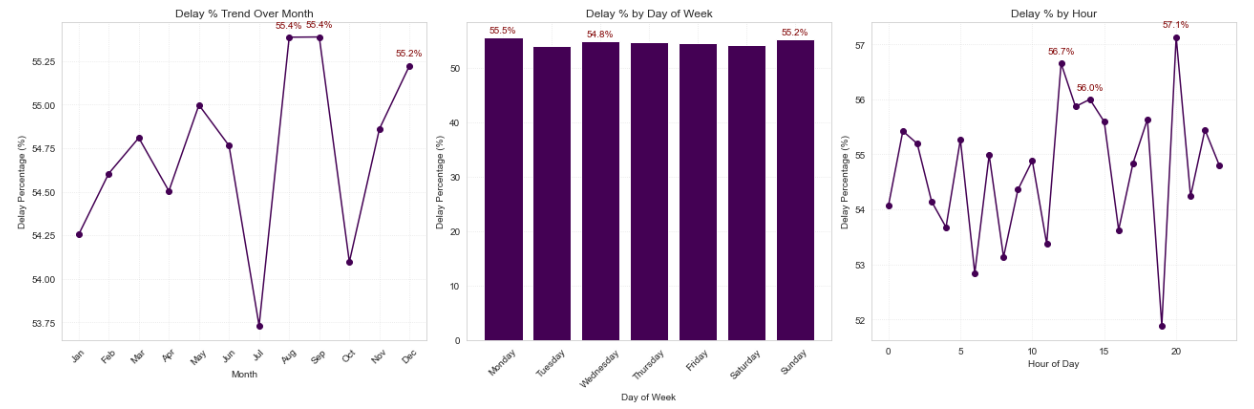 Delay % Trend Over Month
55.4%
55.4%
55.2%
55.25
55.00
54.75
54.50
54.25
54.00
53.75
Delay Percentage (%)
Jan
Feb
Mar
Apr
May
Jun
Jul
Aug
Sep
Oct
Nov
Dec
Month
Delay % by Day of Week
55.5%
54.8%
55.2%
50
40
30
20
10
0
Delay Percentage (%)
Monday
Tuesday
Wednesday
Thursday
Friday
Saturday
Sunday
Day of Week
Delay % by Hour
57.1%
56.7%
56.0%
57
56
55
54
53
52
Delay Percentage (%)
0
5
10
15
20
Hour of Day